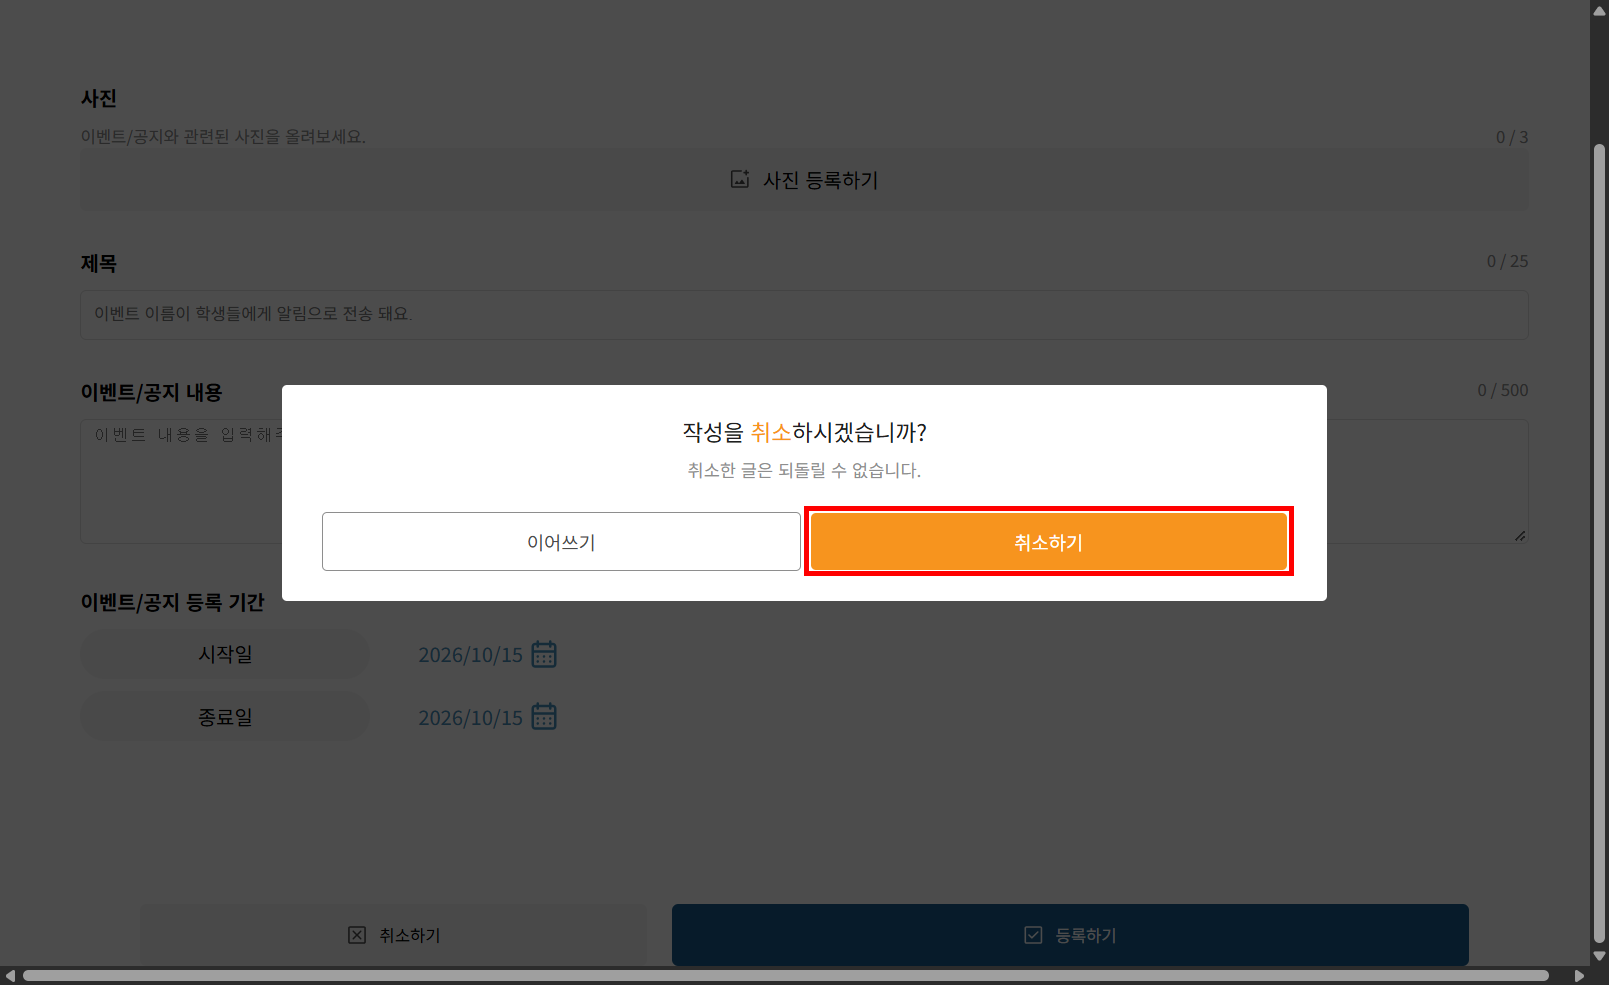 사진
이벤트/공지와 관련된 사진을 올려보세요.
0 / 3
사진 등록하기
제목
0 / 25
이벤트 이름이 학생들에게 알림으로 전송 돼요.
이벤트/공지 내용
0 / 500
이벤트 내용을 입력해
작성을 취소하시겠습니까?
취소한 글은 되돌릴 수 없습니다.
이어쓰기
취소하기
이벤트/공지 등록 기간
시작일
2026/10/15
종료일
2026/10/15
취소하기
등록하기